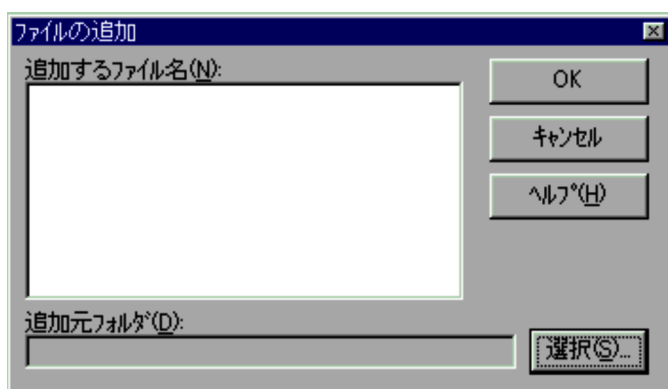 ﾌｧｲﾙの追加
追加するﾌｧｲﾙ名(N):
OK
ｷｬﾝｾﾙ
ﾍﾙﾌﾟ(H)
追加元ﾌｫﾙﾀﾞ(D):
選択(S)...